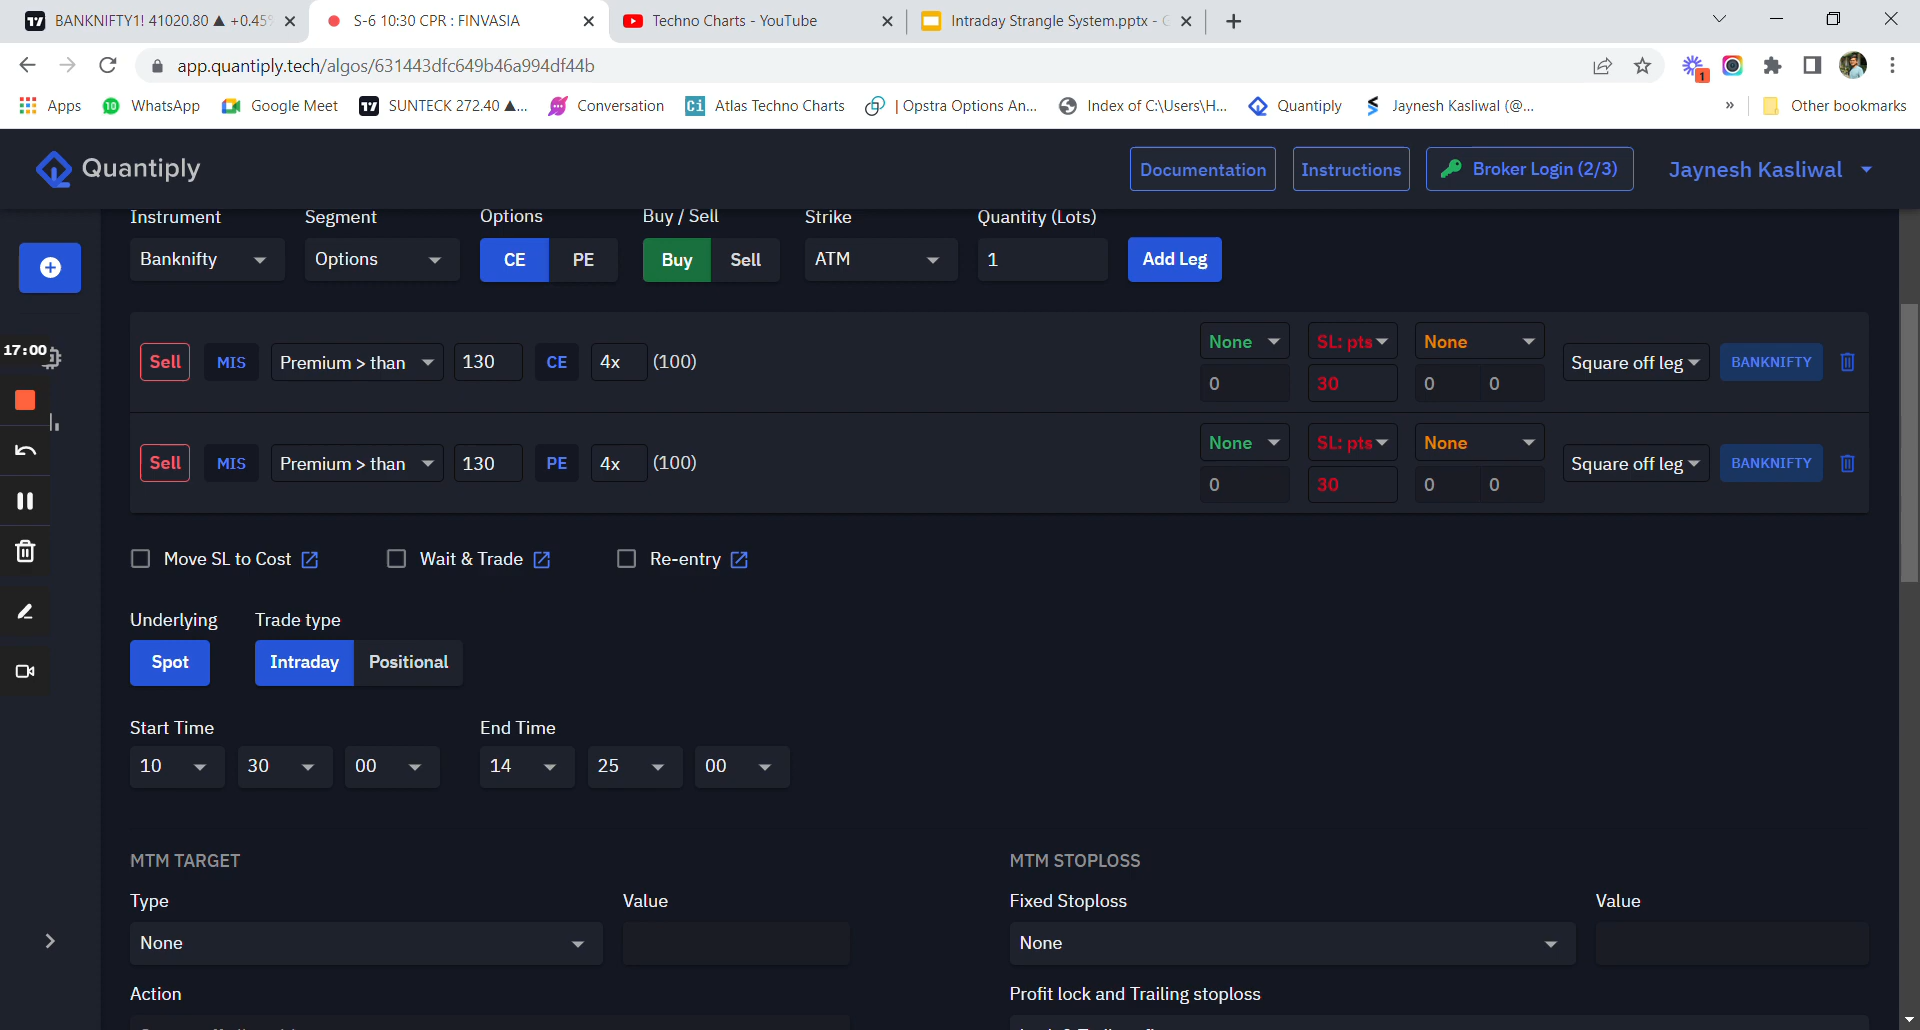 BANKNIFTY1! 41020.80 ▲ +0.45%
S-6 10:30 CPR : FINVASIA
Techno Charts - YouTube
Intraday Strangle System.pptx -
app.quantiply.tech/algos/631443dfc649b46a994df44b
1
Apps
10 WhatsApp
Google Meet
SUNTECK 272.40 ▲...
Conversation
Ci Atlas Techno Charts
| Opstra Options An...
Index of C:\Users\H...
Quantiply
Jaynesh Kasliwal (@...
»
Other bookmarks
Quantiply
Documentation
Instructions
Broker Login (2/3)
Jaynesh Kasliwal
Instrument Segment Options Buy / Sell Strike Quantity (Lots)
Banknifty Options CE PE Buy Sell ATM 1 Add Leg
17:00
Sell MIS Premium > than 130 CE 4x (100) None SL: pts None Square off leg BANKNIFTY
0 30 0 0
Sell MIS Premium > than 130 PE 4x (100) None SL: pts None Square off leg BANKNIFTY
0 30 0 0
Move SL to Cost Wait & Trade Re-entry
Underlying Trade type
Spot Intraday Positional
Start Time End Time
10 30 00 14 25 00
MTM TARGET MTM STOPLOSS
Type Value Fixed Stoploss Value
None None
Action Profit lock and Trailing stoploss